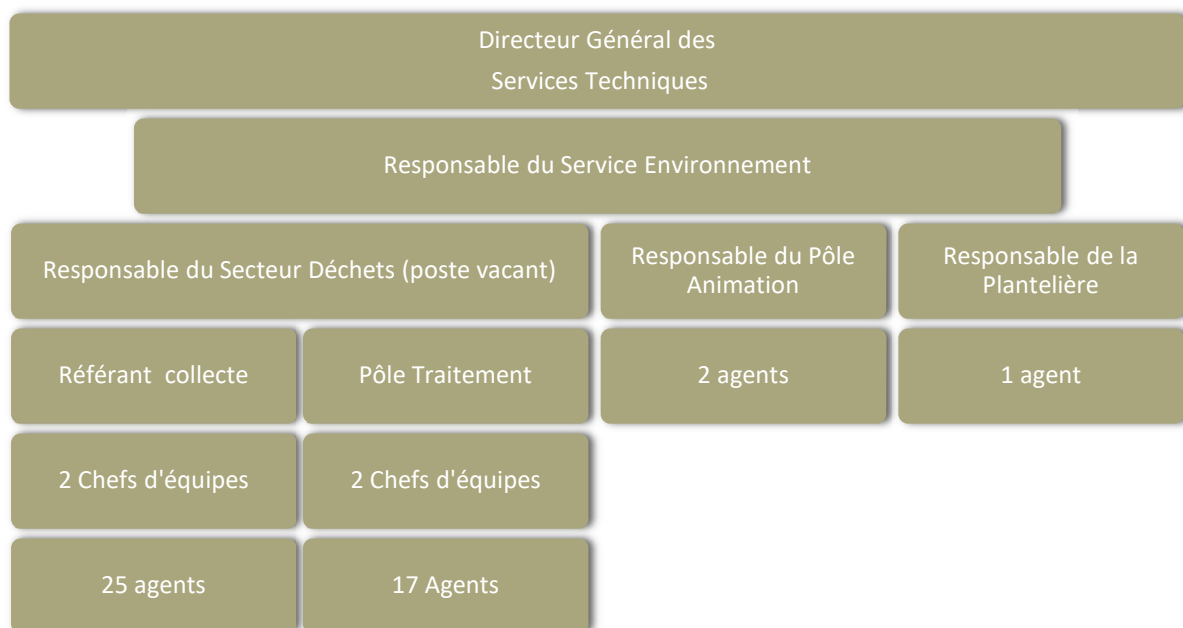 Directeur Général des
Services Techniques
Responsable du Service Environnement
Responsable du Secteur Déchets (poste vacant)
Responsable du Pôle
Animation
Responsable de la
Plantelière
Référant collecte
Pôle Traitement
2 agents
1 agent
2 Chefs d'équipes
2 Chefs d'équipes
25 agents
17 Agents